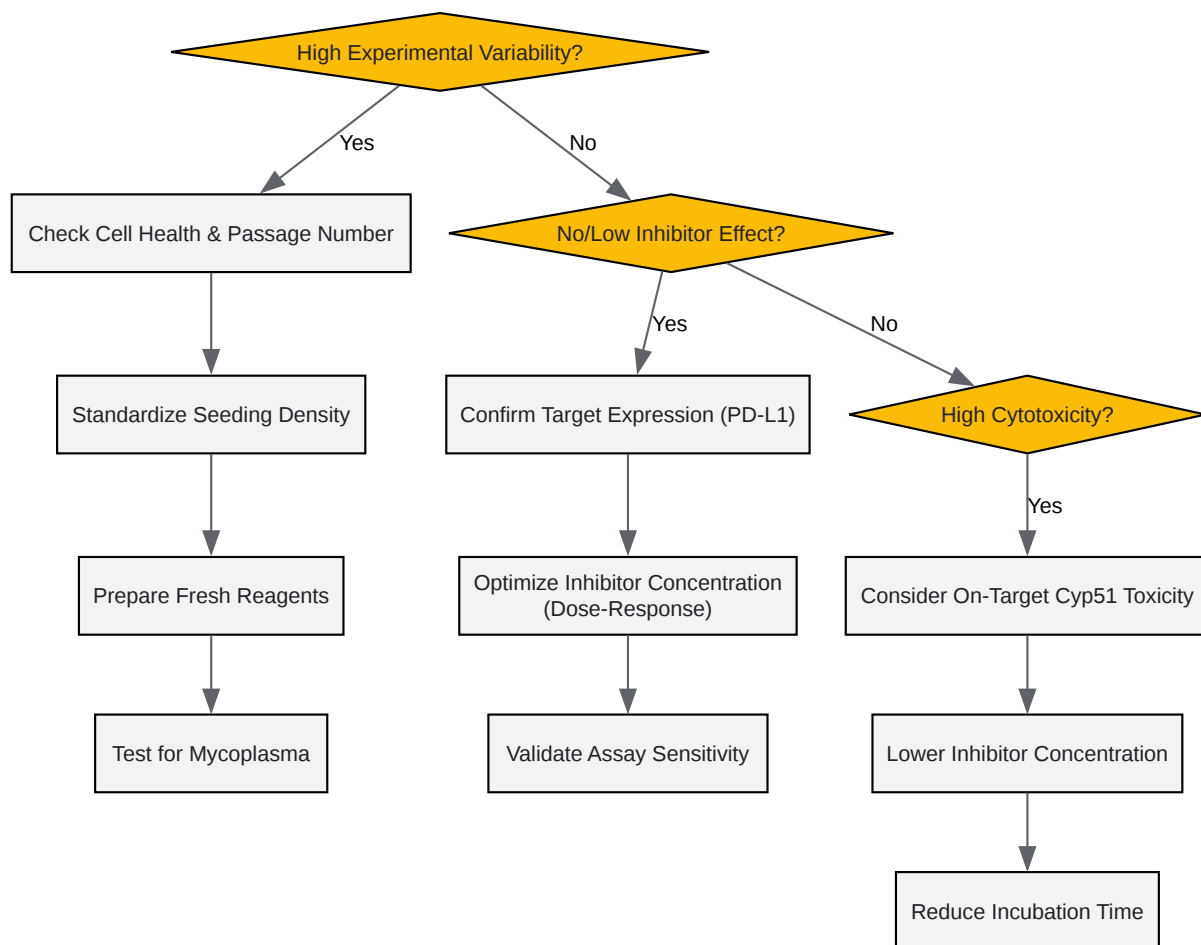 High Experimental Variability?
Yes
No
Check Cell Health & Passage Number
No/Low Inhibitor Effect?
Yes
No
Standardize Seeding Density
Confirm Target Expression (PD-L1)
High Cytotoxicity?
Yes
Prepare Fresh Reagents
Optimize Inhibitor Concentration
(Dose-Response)
Consider On-Target Cyp51 Toxicity
Test for Mycoplasma
Validate Assay Sensitivity
Lower Inhibitor Concentration
Reduce Incubation Time